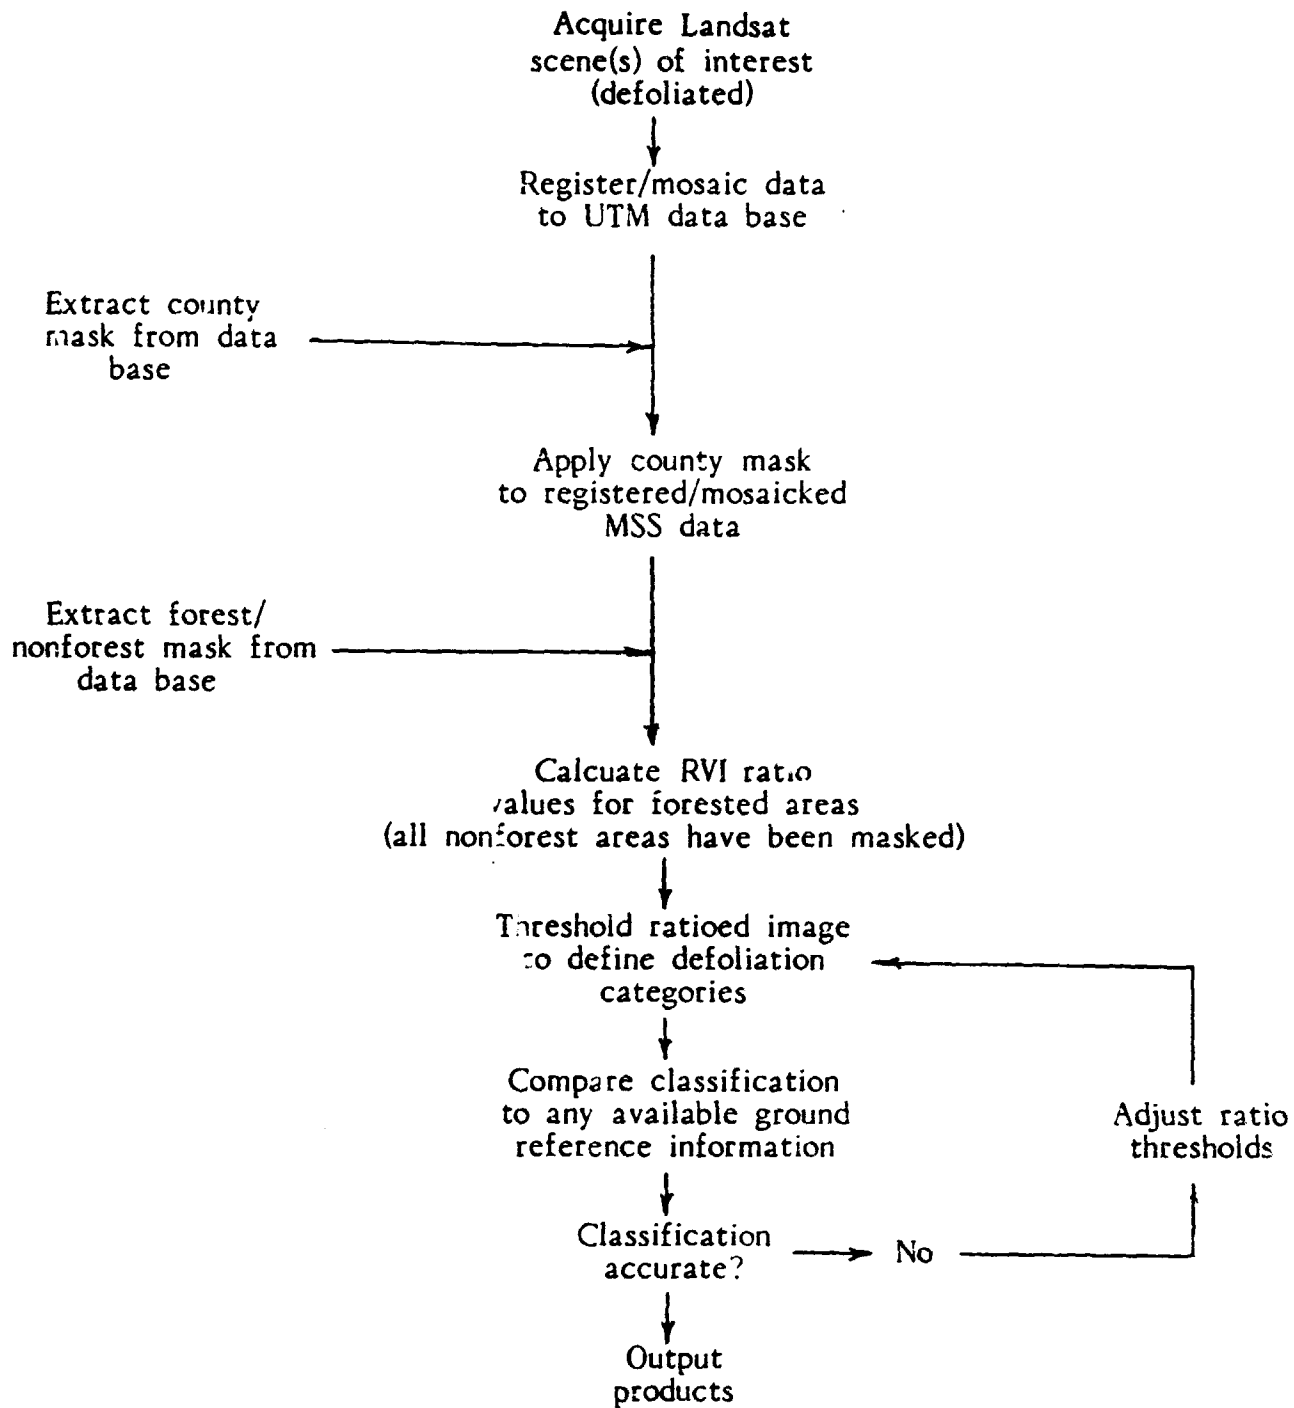 Acquire Landsat
scene(s) of interest
(defoliated)
Register/mosaic data
to UTM data base
Extract county
mask from data
base
Apply county mask
to registered/mosaicked
MSS data
Extract forest/
nonforest mask from
data base
Calcuate RVI ratio
values for forested areas
(all nonforest areas have been masked)
Threshold ratioed image
to define defoliation
categories
Compare classification
to any available ground
reference information
Adjust ratio
thresholds
Classification
accurate?
No
Output
products